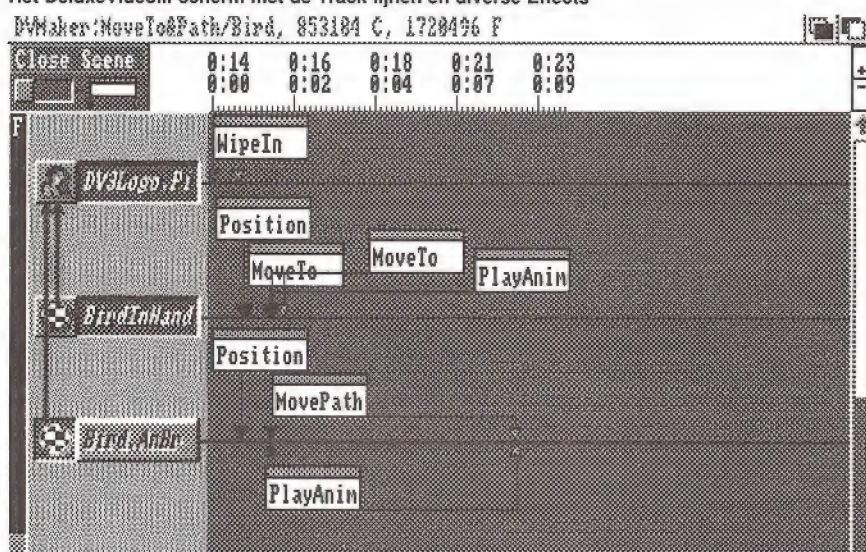 Het DeluxeVideoIII scherm met de Track lijnen en diverse Effects
DVMaker:MoveTo&Path/Bird, 853184 C, 1728496 F
Close Scene
0:14 0:16 0:18 0:21 0:23
0:00 0:02 0:04 0:07 0:09
F
WipeIn
DV3Logo.Pi
Position
MoveTo
MoveTo
PlayAnim
BirdInHand
Position
MovePath
Bird.AnBr
PlayAnim